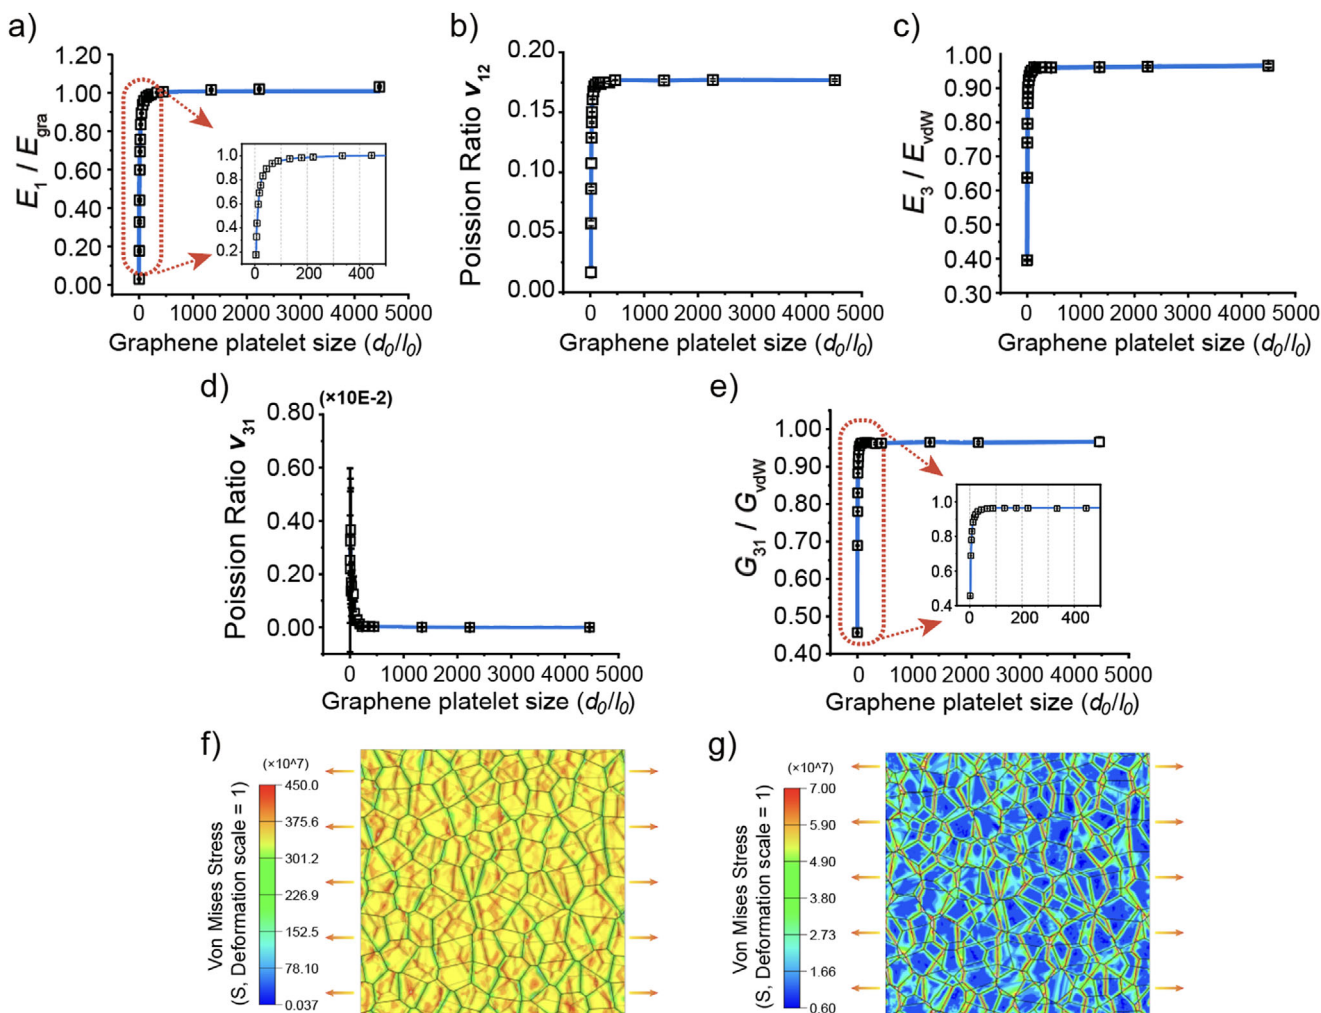 a)
1.20
1.00
0.80
0.60
0.40
0.20
0.00
E1 / Egra
1.0
0.8
0.6
0.4
0.2
0 200 400
0 1000 2000 3000 4000 5000
Graphene platelet size (d0/l0)
b)
0.20
0.15
0.10
0.05
0.00
Poission Ratio v12
0 1000 2000 3000 4000 5000
Graphene platelet size (d0/l0)
c)
1.00
0.90
0.80
0.70
0.60
0.50
0.40
0.30
E3 / EvdW
0 1000 2000 3000 4000 5000
Graphene platelet size (d0/l0)
d)
(×10E-2)
0.80
0.60
0.40
0.20
0.00
Poission Ratio v31
0 1000 2000 3000 4000 5000
Graphene platelet size (d0/l0)
e)
1.00
0.90
0.80
0.70
0.60
0.50
0.40
G31 / GvdW
1.0
0.8
0.6
0.4
0 200 400
0 1000 2000 3000 4000 5000
Graphene platelet size (d0/l0)
f)
(×10^7)
450.0
375.6
301.2
226.9
152.5
78.10
0.037
Von Mises Stress
(S, Deformation scale = 1)
g)
(×10^7)
7.00
5.90
4.90
3.80
2.73
1.66
0.60
Von Mises Stress
(S, Deformation scale = 1)